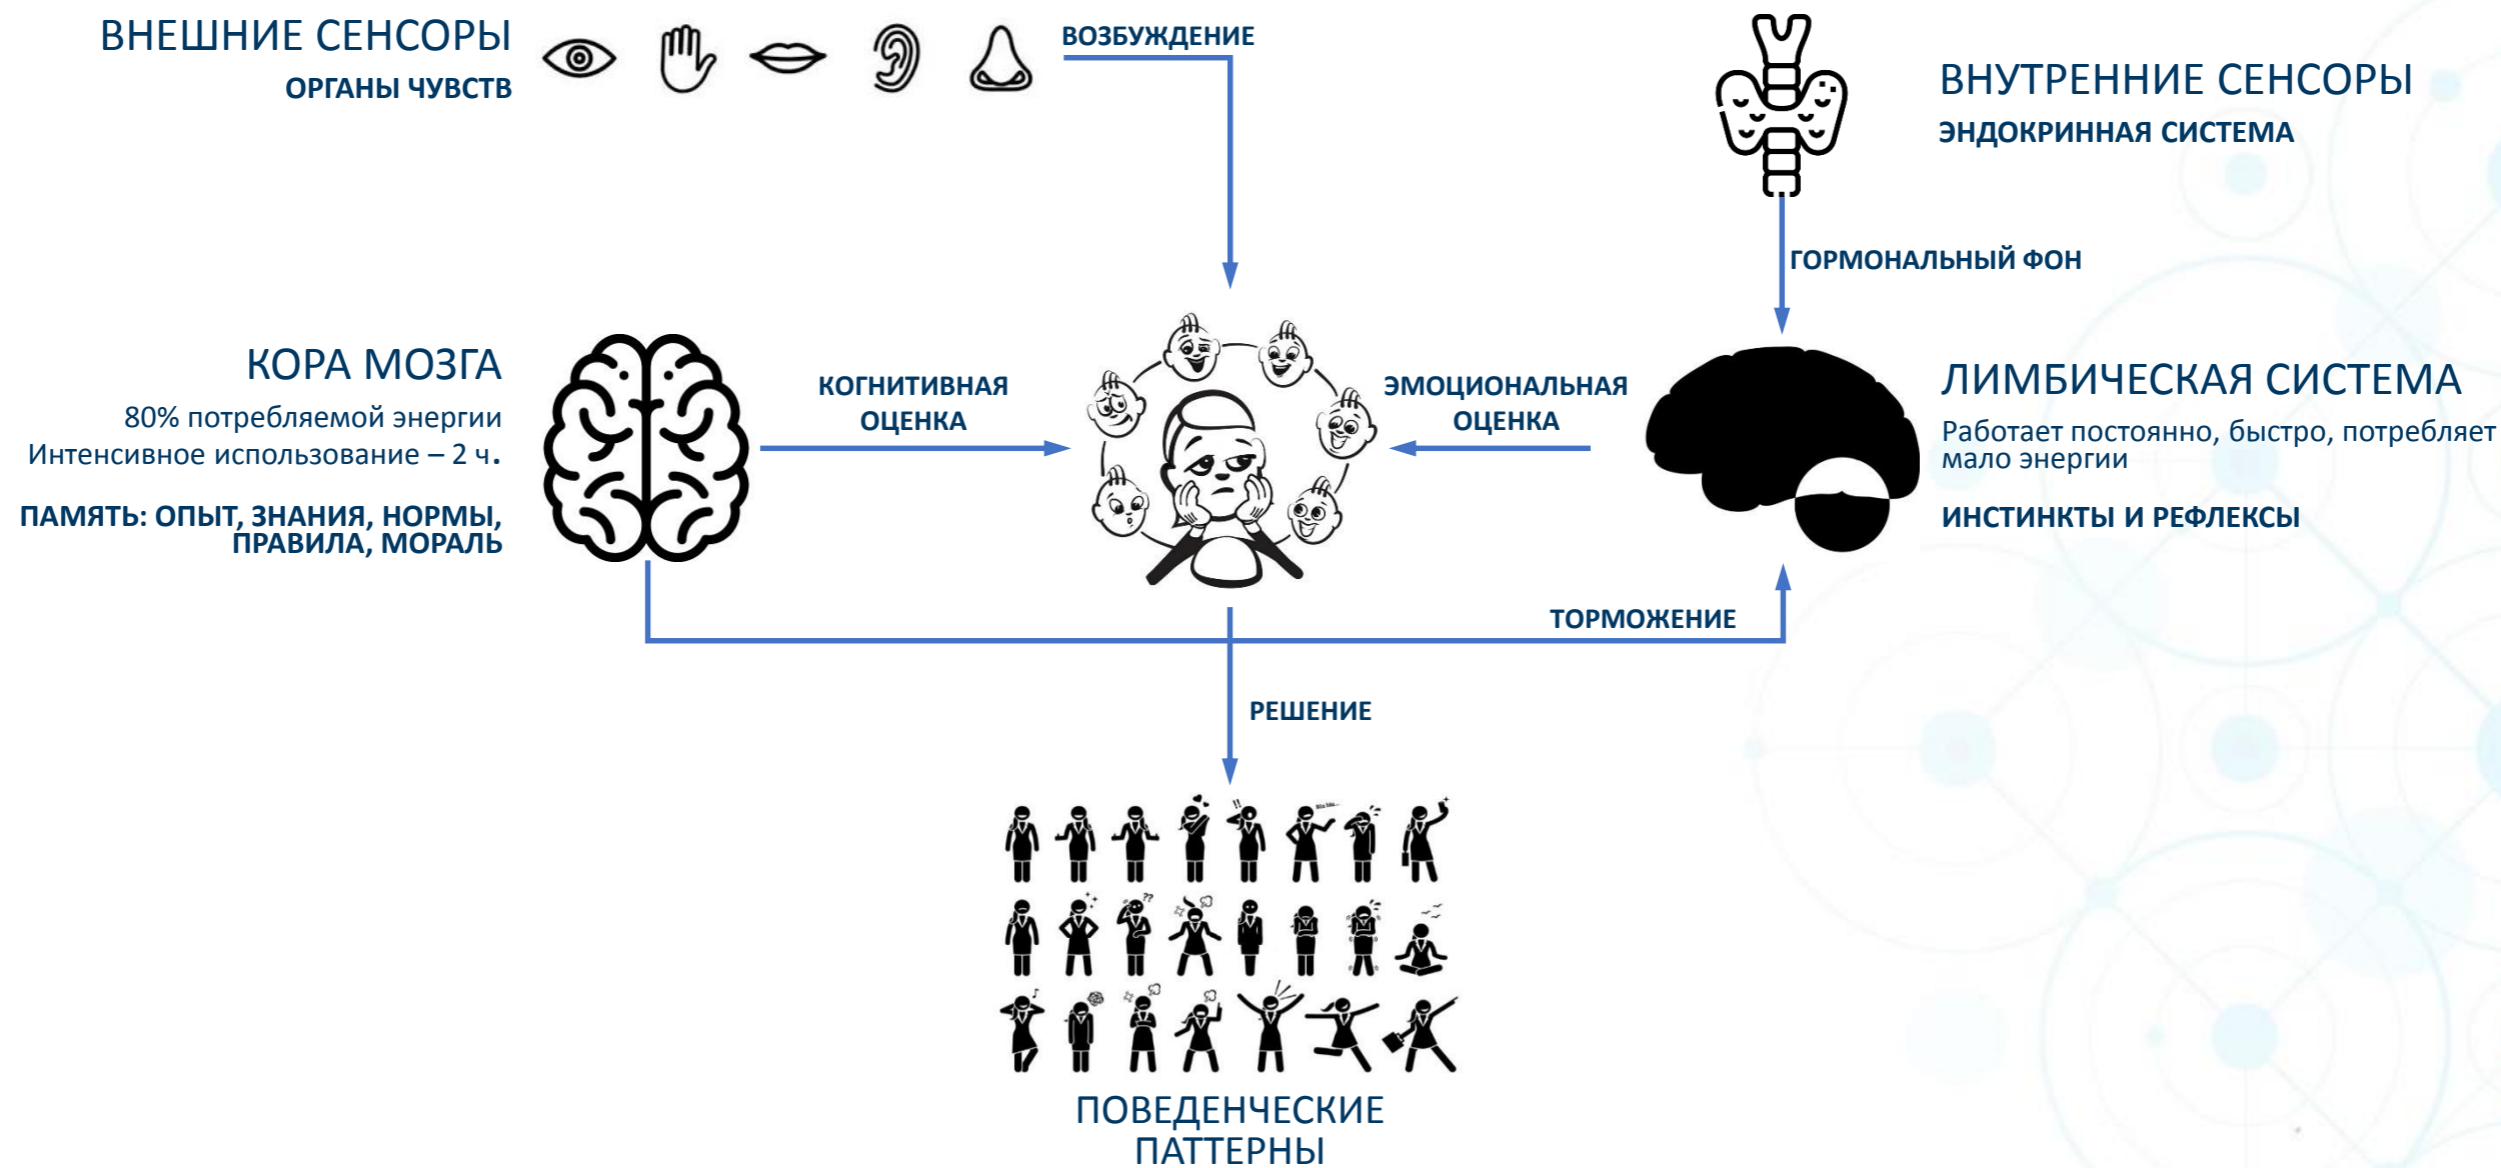 ВНЕШНИЕ СЕНСОРЫ
ОРГАНЫ ЧУВСТВ
ВОЗБУЖДЕНИЕ
ВНУТРЕННИЕ СЕНСОРЫ
ЭНДОКРИННАЯ СИСТЕМА
ГОРМОНАЛЬНЫЙ ФОН
КОРА МОЗГА
80% потребляемой энергии
Интенсивное использование – 2 ч.
ПАМЯТЬ: ОПЫТ, ЗНАНИЯ, НОРМЫ,
ПРАВИЛА, МОРАЛЬ
КОГНИТИВНАЯ
ОЦЕНКА
ЭМОЦИОНАЛЬНАЯ
ОЦЕНКА
ЛИМБИЧЕСКАЯ СИСТЕМА
Работает постоянно, быстро, потребляет
мало энергии
ИНСТИНКТЫ И РЕФЛЕКСЫ
ТОРМОЖЕНИЕ
РЕШЕНИЕ
!!
??
ПОВЕДЕНЧЕСКИЕ
ПАТТЕРНЫ